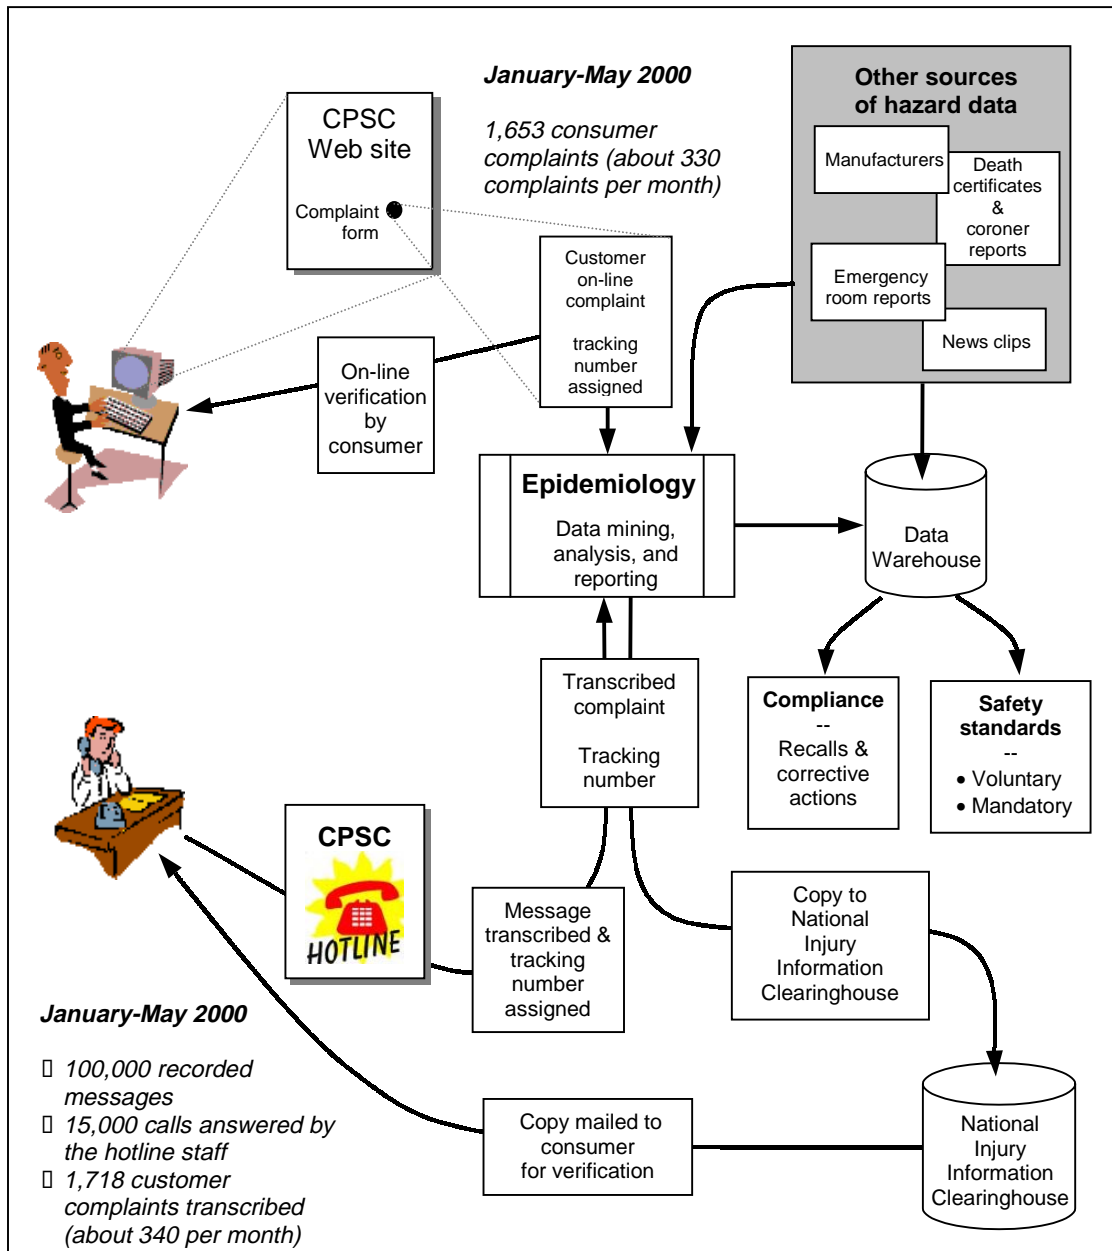 January-May 2000
1,653 consumer
complaints (about 330
complaints per month)
CPSC
Web site
Complaint
form
Other sources
of hazard data
Manufacturers
Death
certificates
&
coroner
reports
Emergency
room reports
News clips
Customer
on-line
complaint
tracking
number
assigned
On-line
verification
by
consumer
Epidemiology
Data mining,
analysis, and
reporting
Data
Warehouse
Transcribed
complaint
Tracking
number
Compliance
--
Recalls &
corrective
actions
Safety
standards
--
• Voluntary
• Mandatory
CPSC
HOTLINE
Message
transcribed &
tracking
number
assigned
Copy to
National
Injury
Information
Clearinghouse
January-May 2000
▯ 100,000 recorded
messages
▯ 15,000 calls answered by
the hotline staff
▯ 1,718 customer
complaints transcribed
(about 340 per month)
Copy mailed to
consumer
for verification
National
Injury
Information
Clearinghouse